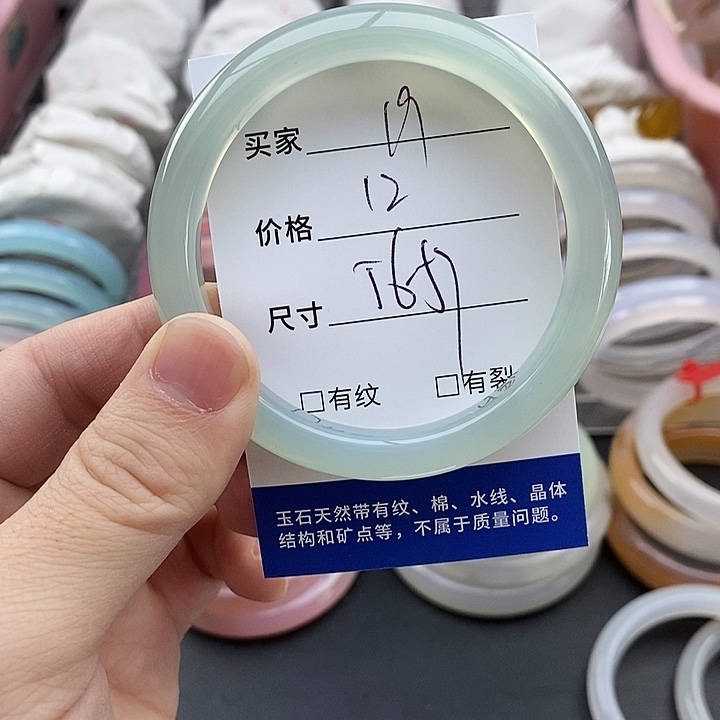 买家 19
价格 12
尺寸
□有纹 □有裂
玉石天然带有纹、棉、水线、晶体
结构和矿点等，不属于质量问题。